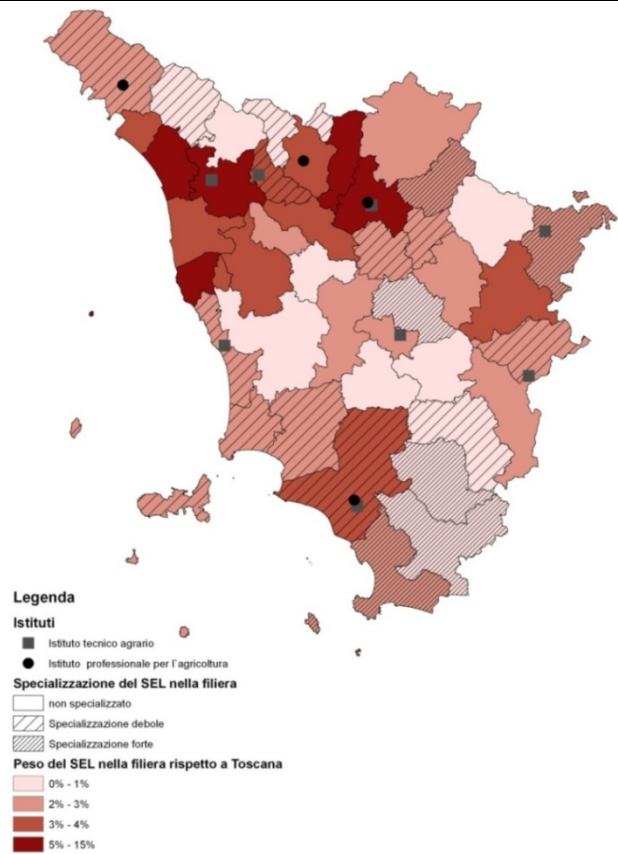 Legenda
Istituti
Istituto tecnico agrario
Istituto professionale per l`agricoltura
Specializzazione del SEL nella filiera
non specializzato
Specializzazione debole
Specializzazione forte
Peso del SEL nella filiera rispetto a Toscana
0% - 1%
2% - 3%
3% - 4%
5% - 15%